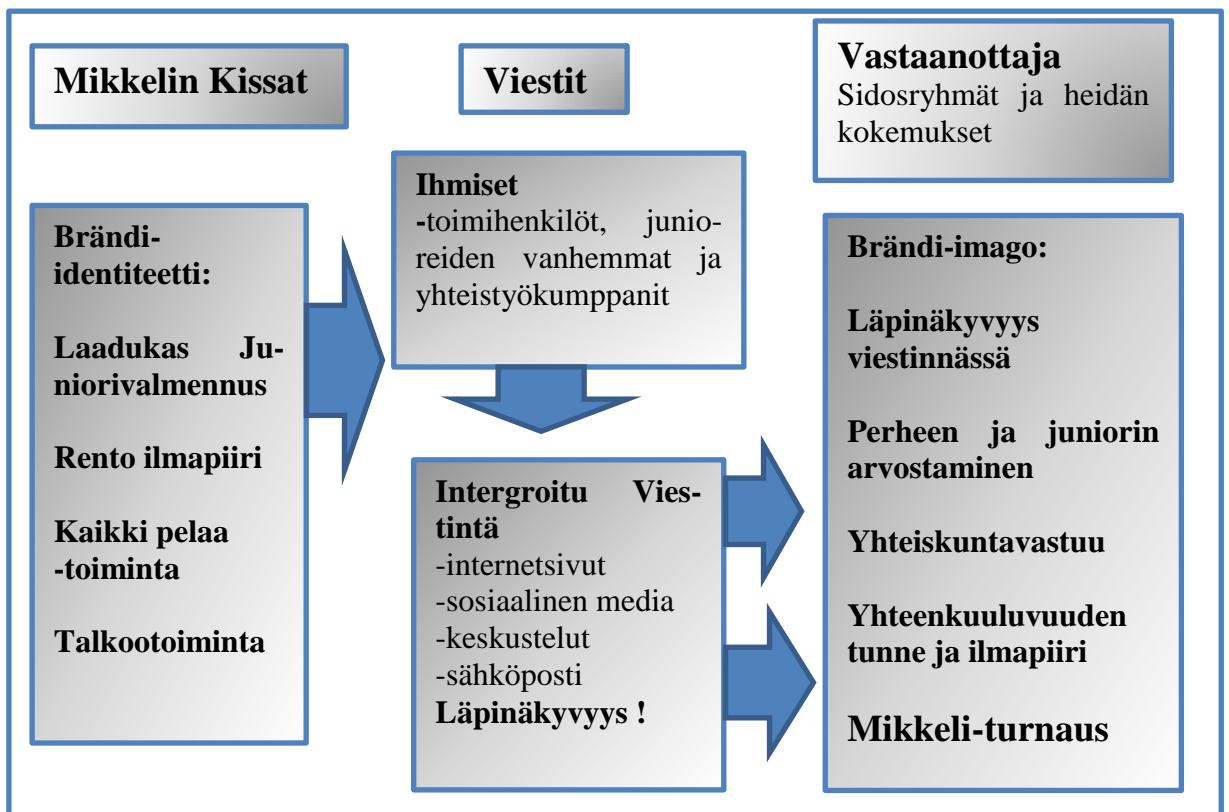 Mikkelin Kissat
Brändi-
identiteetti:
Laadukas Ju-
niorivalmennus
Rento ilmapiiri
Kaikki pelaa
-toiminta
Talkootoiminta
Viestit
Ihmiset
-toimihenkilöt, junio-
reiden vanhemmat ja
yhteistyökumppanit
Intergroitu Vies-
tintä
-internetsivut
-sosiaalinen media
-keskustelut
-sähköposti
Läpinäkyvyys !
Vastaanottaja
Sidosryhmät ja heidän
kokemukset
Brändi-imago:
Läpinäkyvyys
viestinnässä
Perheen ja juniorin
arvostaminen
Yhteiskuntavastuu
Yhteenkuuluvuuden
tunne ja ilmapiiri
Mikkeli-turnaus